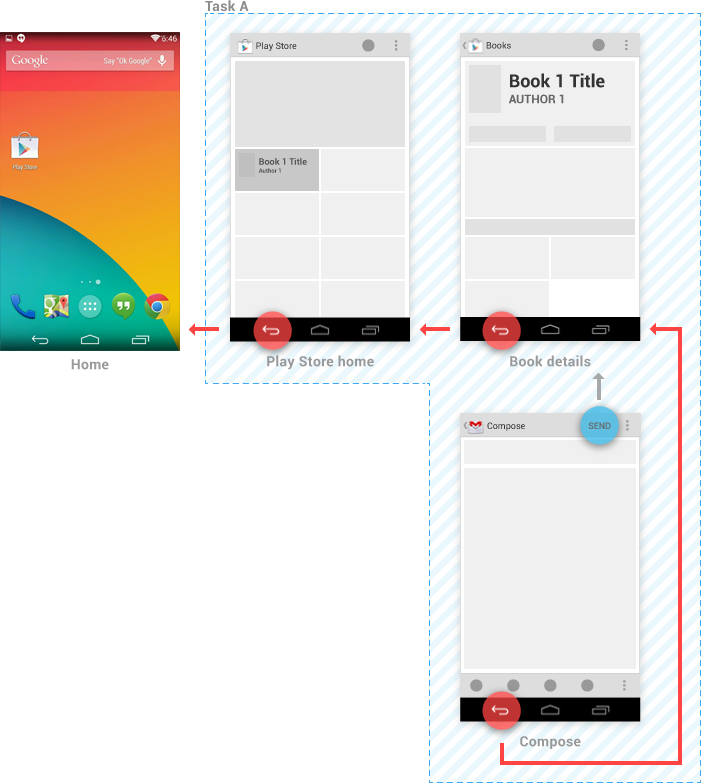 Task A
6:46
Google
Say "Ok Google"
Play Store
Home
Play Store
Book 1 Title
Author 1
Play Store home
Books
Book 1 Title
AUTHOR 1
Book details
Compose
SEND
Compose